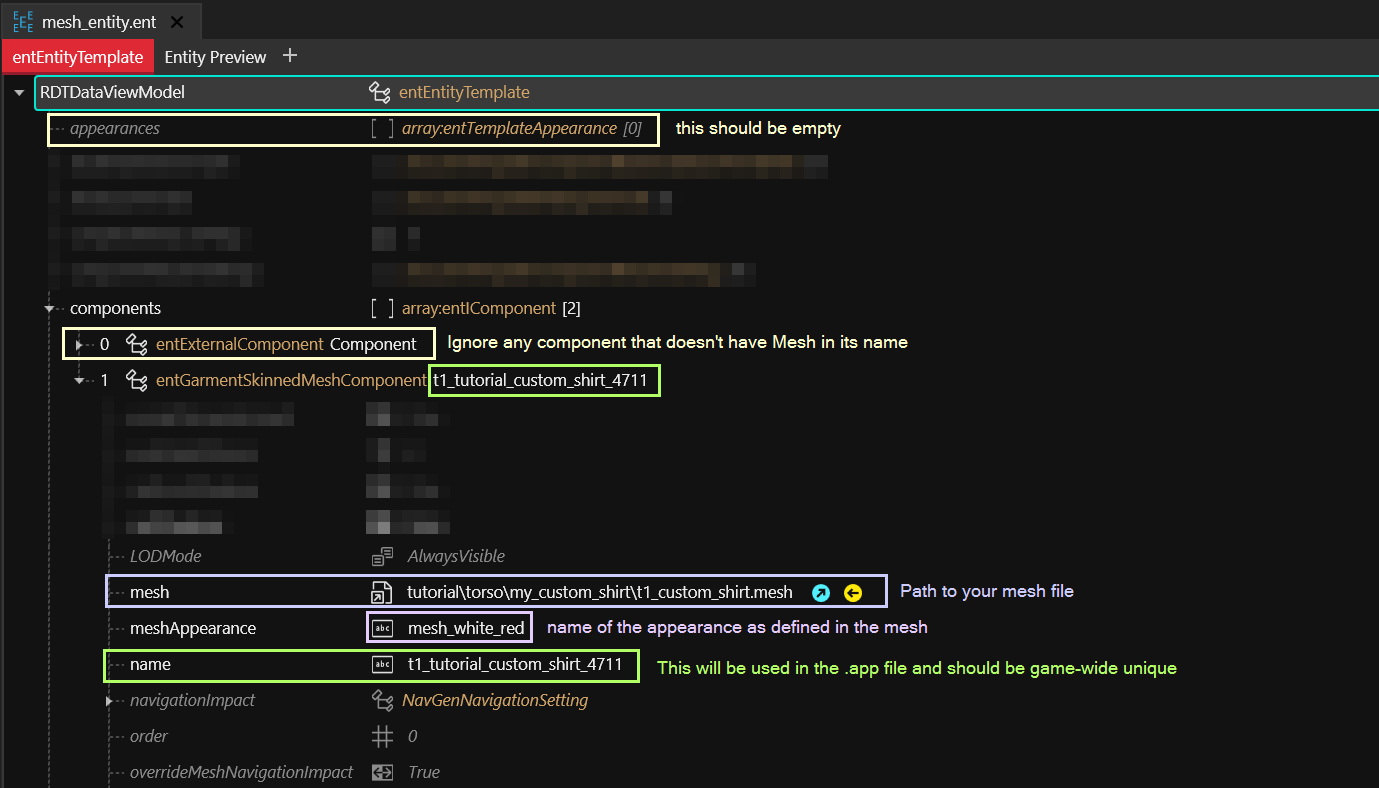 mesh_entity.ent
entEntityTemplate Entity Preview +
RDTDataViewModel entEntityTemplate
appearances [ ] array:entTemplateAppearance [0] this should be empty
components [ ] array:entIComponent [2]
0 entExternalComponent Component Ignore any component that doesn't have Mesh in its name
1 entGarmentSkinnedMeshComponent t1_tutorial_custom_shirt_4711
LODMode AlwaysVisible
mesh tutorial\torso\my_custom_shirt\t1_custom_shirt.mesh Path to your mesh file
meshAppearance abc mesh_white_red name of the appearance as defined in the mesh
name abc t1_tutorial_custom_shirt_4711 This will be used in the .app file and should be game-wide unique
navigationImpact NavGenNavigationSetting
order 0
overrideMeshNavigationImpact True